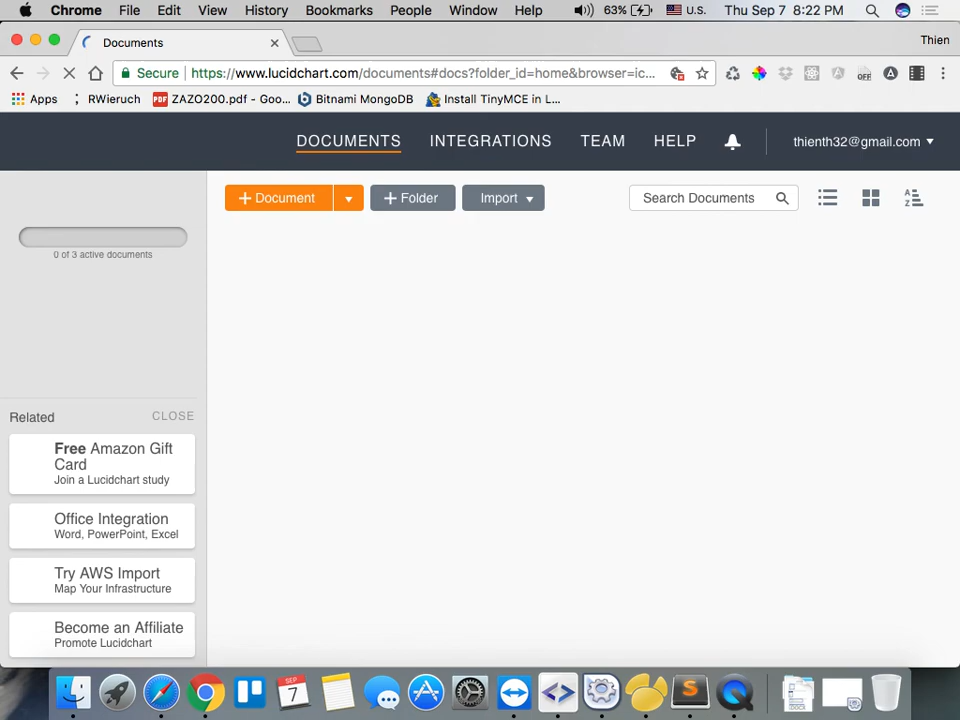 Chrome File Edit View History Bookmarks People Window Help 63% U.S. Thu Sep 7 8:22 PM
Documents
Thien
Secure https://www.lucidchart.com/documents#docs?folder_id=home&browser=ic...
OFF
Apps ; RWieruch ZAZO200.pdf - Goo... Bitnami MongoDB Install TinyMCE in L...
DOCUMENTS INTEGRATIONS TEAM HELP thienth32@gmail.com
+ Document + Folder Import Search Documents
0 of 3 active documents
Related CLOSE
Free Amazon Gift
Card
Join a Lucidchart study
Office Integration
Word, PowerPoint, Excel
Try AWS Import
Map Your Infrastructure
Become an Affiliate
Promote Lucidchart
SEP
7